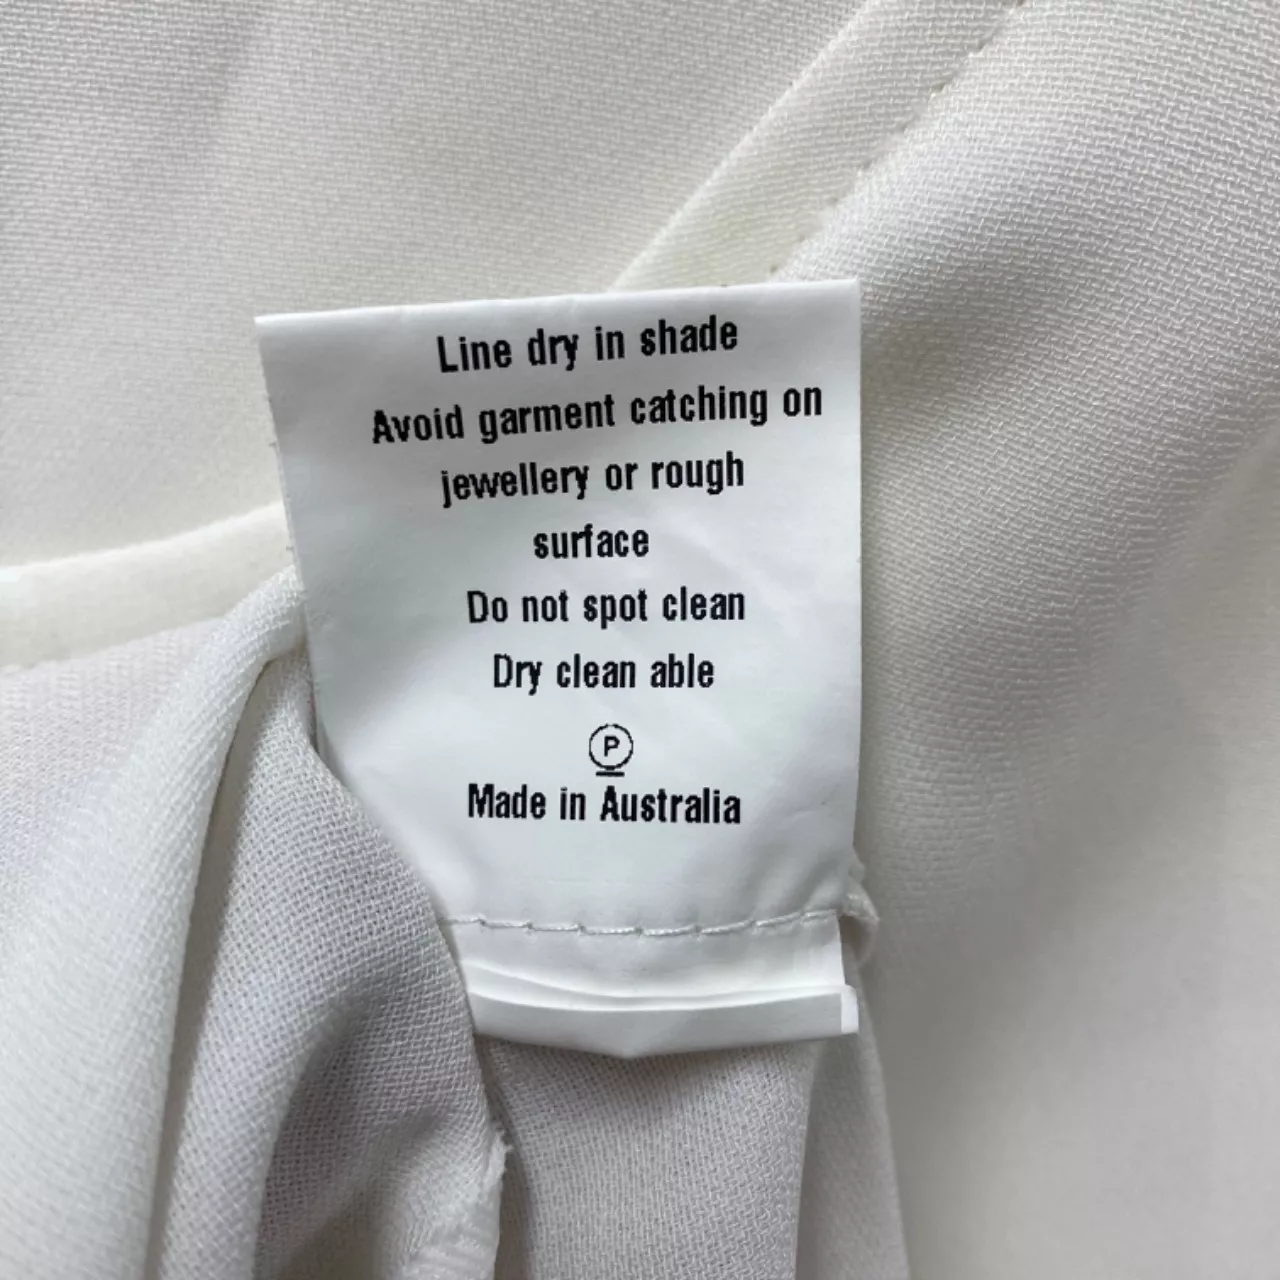 Line dry in shade
Avoid garment catching on
jewellery or rough
surface
Do not spot clean
Dry clean able
P
Made in Australia